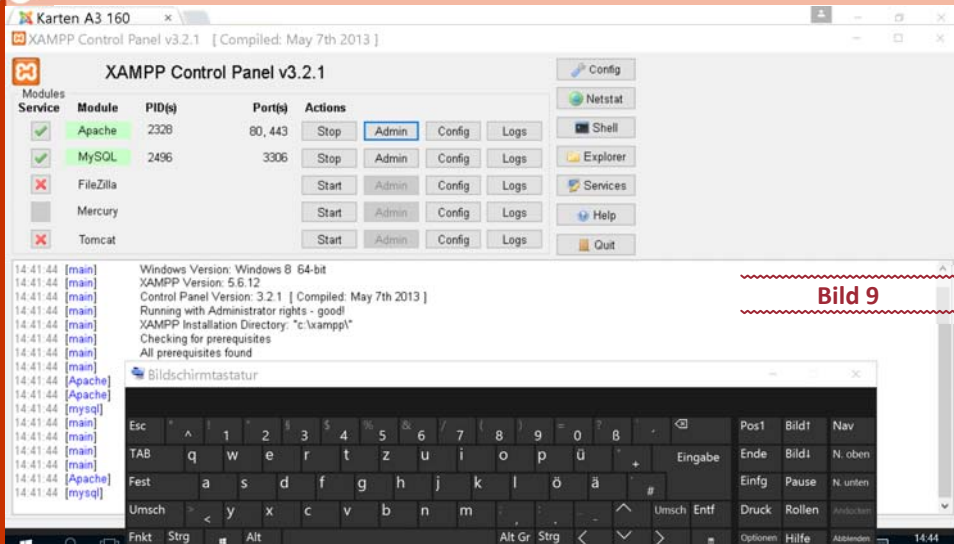 Karten A3 160 ×
XAMPP Control Panel v3.2.1 [ Compiled: May 7th 2013 ]
XAMPP Control Panel v3.2.1
Config
Modules
Service Module PID(s) Port(s) Actions
Netstat
Apache 2328 80, 443 Stop Admin Config Logs
Shell
MySQL 2496 3306 Stop Admin Config Logs
Explorer
FileZilla Start Admin Config Logs
Services
Mercury Start Admin Config Logs
Help
Tomcat Start Admin Config Logs
Quit
14:41:44 [main] Windows Version: Windows 8 64-bit
14:41:44 [main] XAMPP Version: 5.6.12
14:41:44 [main] Control Panel Version: 3.2.1 [ Compiled: May 7th 2013 ]
14:41:44 [main] Running with Administrator rights - good!
14:41:44 [main] XAMPP Installation Directory: "c:\xampp\"
14:41:44 [main] Checking for prerequisites
14:41:44 [main] All prerequisites found
Bild 9
14:41:44 [main]
14:41:44 [Apache]
14:41:44 [Apache]
14:41:44 [mysql]
14:41:44 [main]
14:41:44 [main]
14:41:44 [main]
14:41:44 [main]
14:41:44 [Apache]
14:41:44 [mysql]
Bildschirmtastatur
Esc ^ ! 1 " 2 § 3 $ 4 % 5 & 6 / 7 ( 8 ) 9 = 0 ? ß Pos1 Bild↑ Nav
TAB q w e r t z u i o p ü + Eingabe Ende Bild↓ N. oben
Fest a s d f g h j k l ö ä # Einfg Pause N. unten
Umsch > < y x c v b n m ; , : . _ - Umsch Entf Druck Rollen Andocken
Fnkt Strg Alt Alt Gr Strg < > Optionen Hilfe Abblenden
14:44